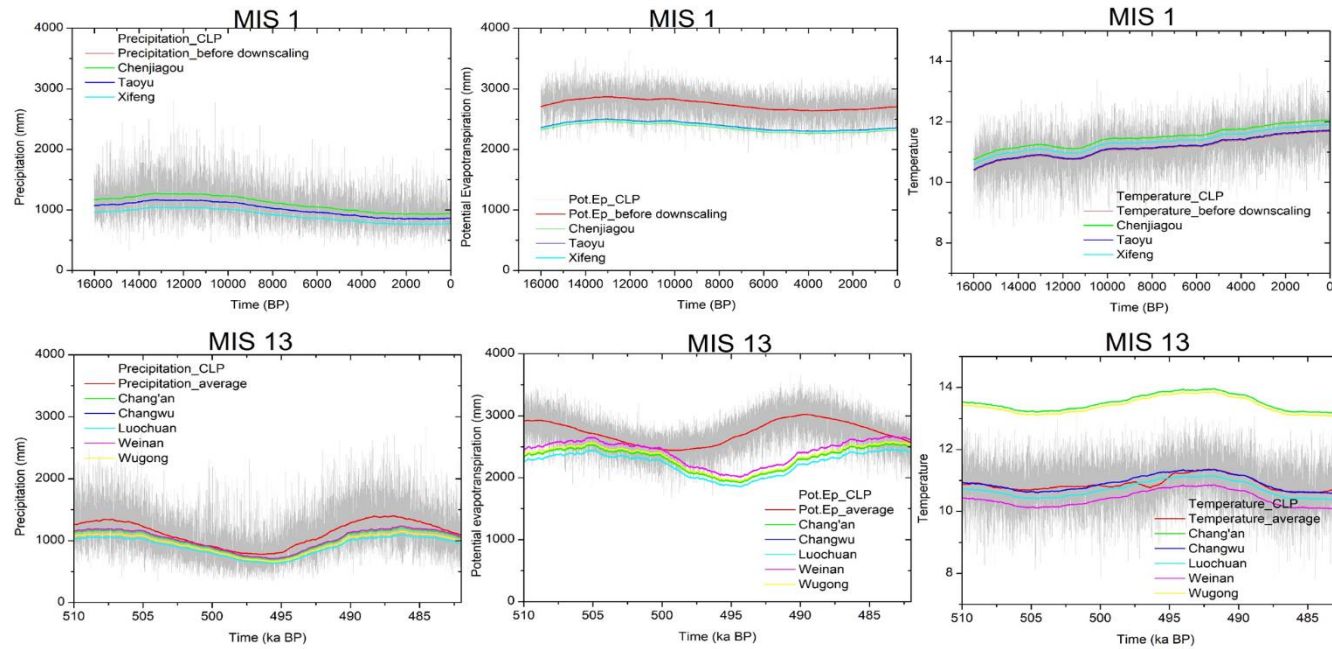 MIS 1
4000
3000
2000
1000
0
Precipitation (mm)
Precipitation_CLP
Precipitation_before downscaling
Chenjiagou
Taoyu
Xifeng
16000 14000 12000 10000 8000 6000 4000 2000 0
Time (BP)
MIS 1
4000
3000
2000
1000
0
Potential Evapotranspiration (mm)
Pot.Ep_CLP
Pot.Ep_before downscaling
Chenjiagou
Taoyu
Xifeng
16000 14000 12000 10000 8000 6000 4000 2000 0
Time (BP)
MIS 1
14
12
10
8
Temperature
Temperature_CLP
Temperature_before downscaling
Chenjiagou
Taoyu
Xifeng
16000 14000 12000 10000 8000 6000 4000 2000 0
Time (BP)
MIS 13
4000
3000
2000
1000
0
Precipitation (mm)
Precipitation_CLP
Precipitation_average
Chang'an
Changwu
Luochuan
Weinan
Wugong
510 505 500 495 490 485
Time (ka BP)
MIS 13
4000
3000
2000
1000
0
Potential evapotranspiration (mm)
Pot.Ep_CLP
Pot.Ep_average
Chang'an
Changwu
Luochuan
Weinan
Wugong
510 505 500 495 490 485
Time (ka BP)
MIS 13
14
12
10
8
Temperature
Temperature_CLP
Temperature_average
Chang'an
Changwu
Luochuan
Weinan
Wugong
510 505 500 495 490 485
Time (ka BP)